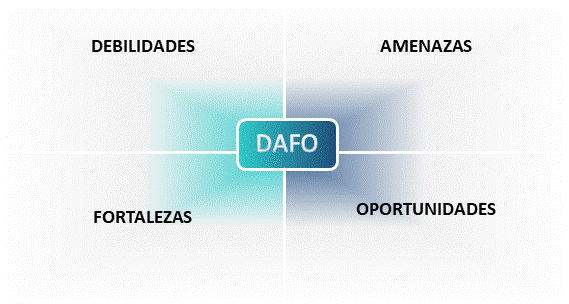 DEBILIDADES
AMENAZAS
DAFO
FORTALEZAS
OPORTUNIDADES